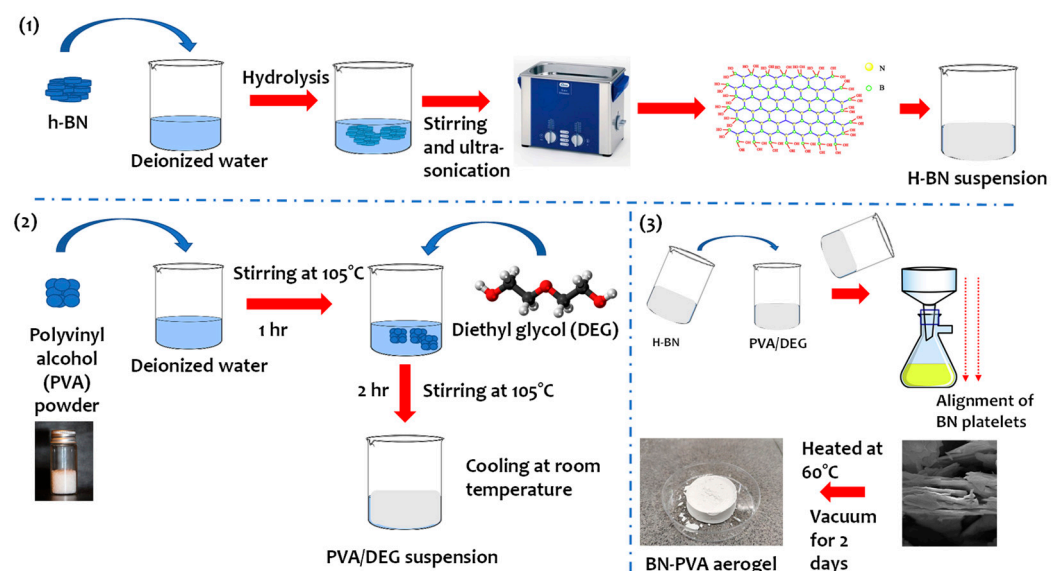 (1)
h-BN
Deionized water
Hydrolysis
Stirring
and ultra-
sonication
N
B
H-BN suspension
(2)
Polyvinyl
alcohol
(PVA)
powder
Deionized water
Stirring at 105°C
1 hr
Diethyl glycol (DEG)
2 hr
Stirring at 105°C
Cooling at room
temperature
PVA/DEG suspension
(3)
H-BN
PVA/DEG
Alignment of
BN platelets
Heated at
60°C
Vacuum
for 2
days
BN-PVA aerogel